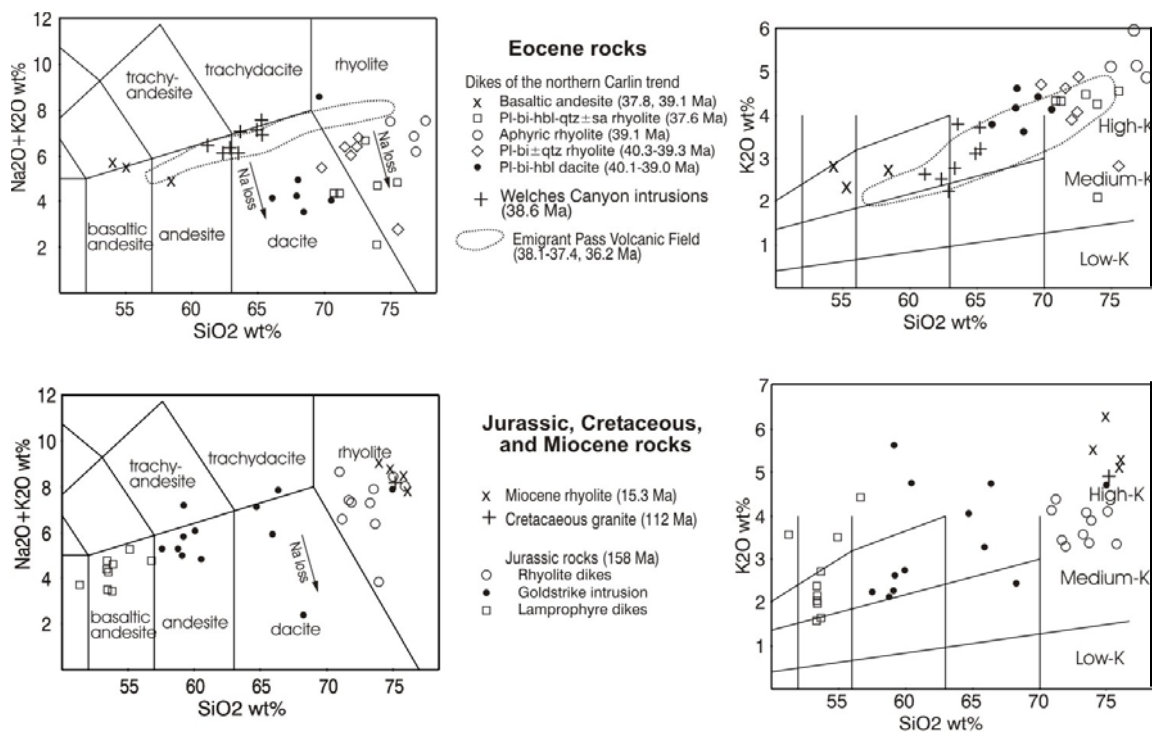 12
10
8
6
4
2
Na2O+K2O wt%
trachy-
andesite
trachydacite
rhyolite
basaltic
andesite
andesite
dacite
Na loss
Na loss
55 60 65 70 75
SiO2 wt%
Eocene rocks
Dikes of the northern Carlin trend
x Basaltic andesite (37.8, 39.1 Ma)
Pl-bi-hbl-qtz±sa rhyolite (37.6 Ma)
Aphyric rhyolite (39.1 Ma)
Pl-bi±qtz rhyolite (40.3-39.3 Ma)
Pl-bi-hbl dacite (40.1-39.0 Ma)
+ Welches Canyon intrusions
(38.6 Ma)
Emigrant Pass Volcanic Field
(38.1-37.4, 36.2 Ma)
6
5
4
3
2
1
K2O wt%
High-K
Medium-K
Low-K
55 60 65 70 75
SiO2 wt%
12
10
8
6
4
2
Na2O+K2O wt%
trachy-
andesite
trachydacite
rhyolite
basaltic
andesite
andesite
dacite
Na loss
55 60 65 70 75
SiO2 wt%
Jurassic, Cretaceous,
and Miocene rocks
x Miocene rhyolite (15.3 Ma)
+ Cretacaeous granite (112 Ma)
Jurassic rocks (158 Ma)
Rhyolite dikes
Goldstrike intrusion
Lamprophyre dikes
7
6
5
4
3
2
1
K2O wt%
High-K
Medium-K
Low-K
55 60 65 70 75
SiO2 wt%